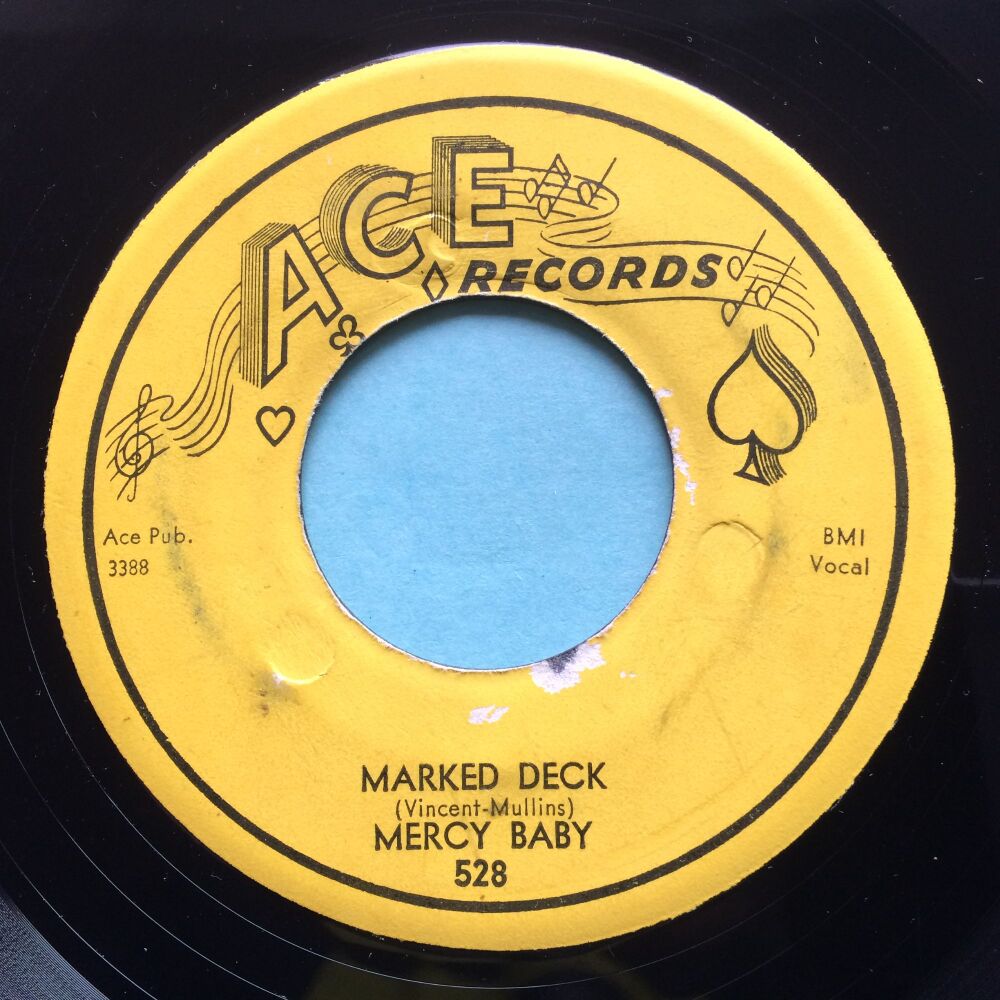 ACE
RECORDS
Ace Pub.
3388
BMI
Vocal
MARKED DECK
(Vincent-Mullins)
MERCY BABY
528